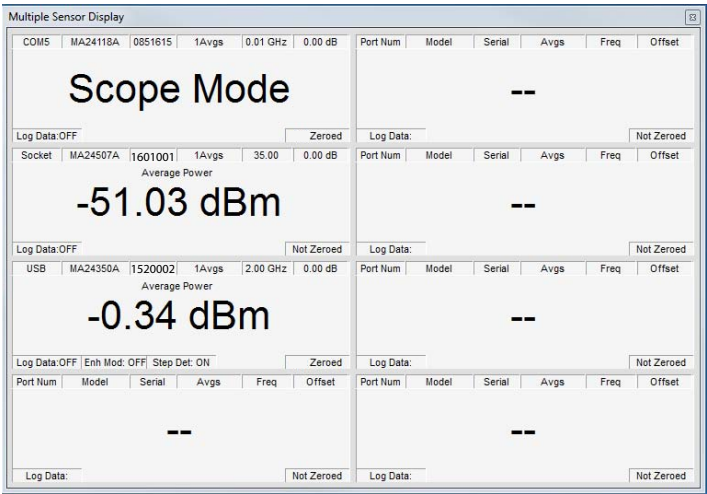 Multiple Sensor Display
COM5 MA24118A 0851615 1Avgs 0.01 GHz 0.00 dB
Scope Mode
Log Data:OFF Zeroed
Port Num Model Serial Avgs Freq Offset
--
Log Data: Not Zeroed
Socket MA24507A 1601001 1Avgs 35.00 0.00 dB
Average Power
-51.03 dBm
Log Data:OFF Not Zeroed
Port Num Model Serial Avgs Freq Offset
--
Log Data: Not Zeroed
USB MA24350A 1520002 1Avgs 2.00 GHz 0.00 dB
Average Power
-0.34 dBm
Log Data:OFF Enh Mod: OFF Step Det: ON Zeroed
Port Num Model Serial Avgs Freq Offset
--
Log Data: Not Zeroed
Port Num Model Serial Avgs Freq Offset
--
Log Data: Not Zeroed
Port Num Model Serial Avgs Freq Offset
--
Log Data: Not Zeroed